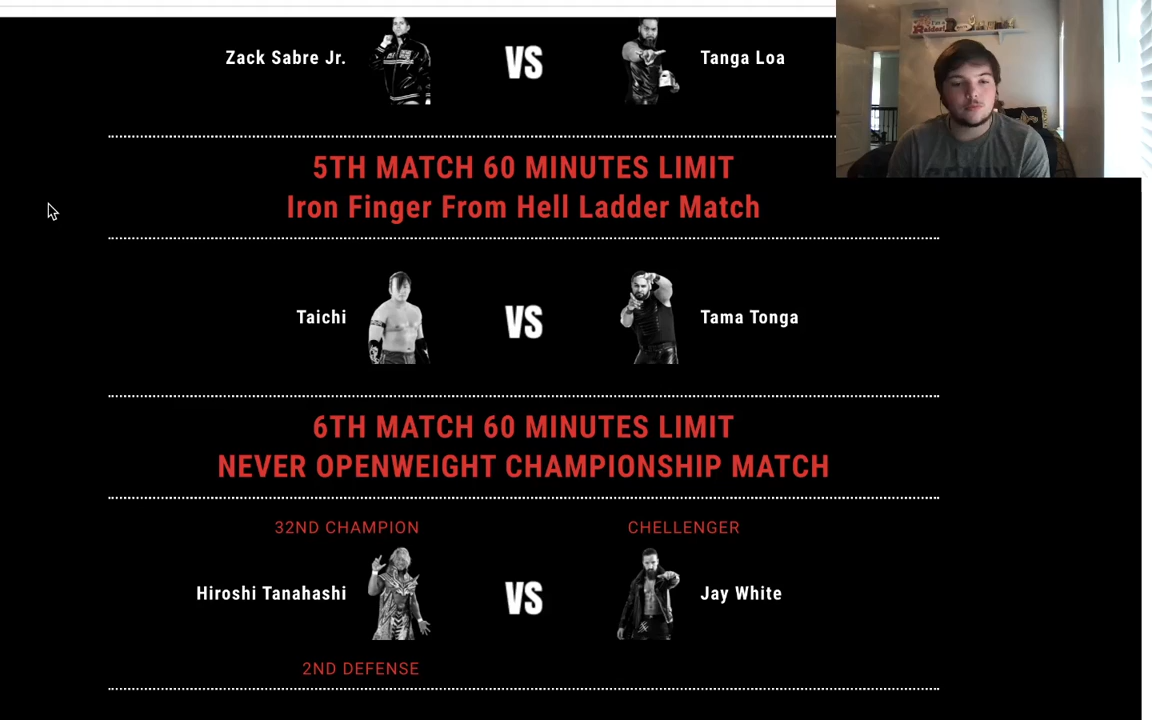 Zack Sabre Jr.
VS
Tanga Loa
5TH MATCH 60 MINUTES LIMIT
Iron Finger From Hell Ladder Match
Taichi
VS
Tama Tonga
6TH MATCH 60 MINUTES LIMIT
NEVER OPENWEIGHT CHAMPIONSHIP MATCH
32ND CHAMPION
CHELLENGER
Hiroshi Tanahashi
VS
Jay White
2ND DEFENSE